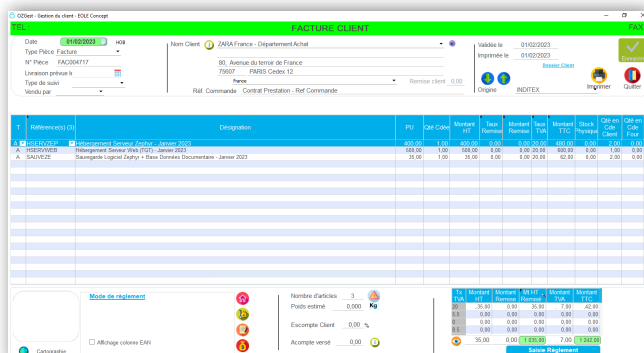 OZGest - Gestion du client - EOLE Concept
TEL : FACTURE CLIENT FAX
Date 01/02/2023 HOB
Type Pièce Facture
N° Pièce FAC004717
Livraison prévue le
Type de suivi
Vendu par
Nom Client ZARA France - Département Achat
80, Avenue du terroir de France
75607 PARIS Cedex 12
France Remise client 0,00
Réf. Commande Contrat Prestation - Ref Commande
Validée le 01/02/2023
Imprimée le 01/02/2023
Dossier Client
Origine INDITEX
Enregistrer
Imprimer Quitter
T Référence(s) (3) Désignation PU Qté Cdée Montant HT Taux Remise Montant Remise Taux TVA Montant TTC Stock Physique Qté en Cde Client Qté en Cde Four
A HSERVZEP Hébergement Serveur Zephyr - Janvier 2023 400,00 1,00 400,00 0,00 0,00 20,00 480,00 0,00 2,00 0,00
A HSERVWEB Hébergement Serveur Web (TGT) - Janvier 2023 500,00 1,00 500,00 0,00 0,00 20,00 600,00 0,00 1,00 0,00
A SAUVEZE Sauvegarde Logiciel Zephyr + Base Données Documentaire - Janvier 2023 35,00 1,00 35,00 0,00 0,00 20,00 62,00 0,00 2,00 0,00
Mode de règlement
Affichage colonne EAN
Cartographie
Nombre d'articles 3
Poids estimé 0,000 Kg
Escompte Client 0,00 %
Acompte versé 0,00
Tx TVA Montant HT Montant Remise Mt HT Montant TVA Montant TTC
20 ,35,00 0,00 35,00 7,00 ,42,00
5.5 0,00 0,00 0,00 0,00 0,00
0 0,00 0,00 0,00 0,00 0,00
8.5 0,00 0,00 0,00 0,00 0,00
35,00 0,00 1 035,00 7,00 1 242,00
Saisie Règlement